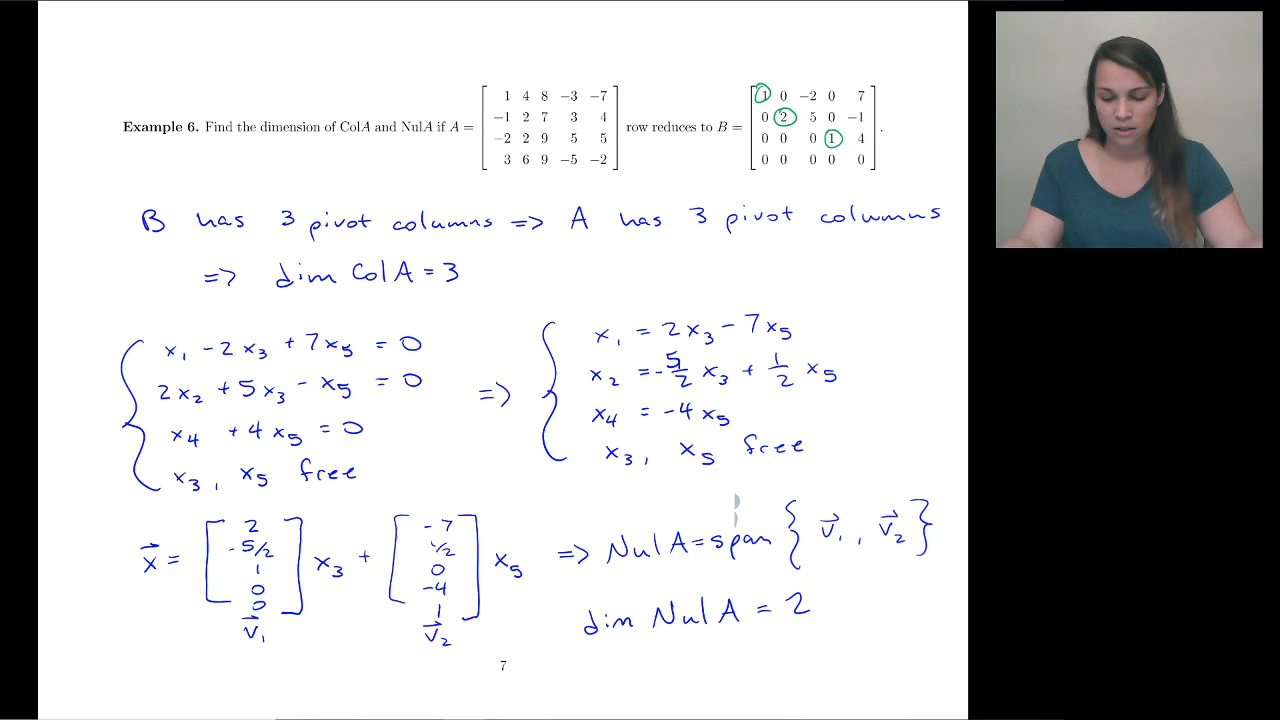 Example 6. Find the dimension of ColA and NulA if A = [1 4 8 −3 −7; −1 2 7 3 4; −2 2 9 5 5; 3 6 9 −5 −2] row reduces to B = [1 0 −2 0 7; 0 2 5 0 −1; 0 0 0 1 4; 0 0 0 0 0].
B has 3 pivot columns => A has 3 pivot columns
=> dim Col A = 3
x₁ - 2x₃ + 7x₅ = 0
2x₂ + 5x₃ - x₅ = 0
x₄ + 4x₅ = 0
x₃, x₅ free
=>
x₁ = 2x₃ - 7x₅
x₂ = -5/2 x₃ + 1/2 x₅
x₄ = -4x₅
x₃, x₅ free
x⃗ = [2; -5/2; 1; 0; 0] x₃ + [-7; 1/2; 0; -4; 1] x₅ => Nul A = span { v⃗₁, v⃗₂ }
v⃗₁ v⃗₂
dim Nul A = 2
7